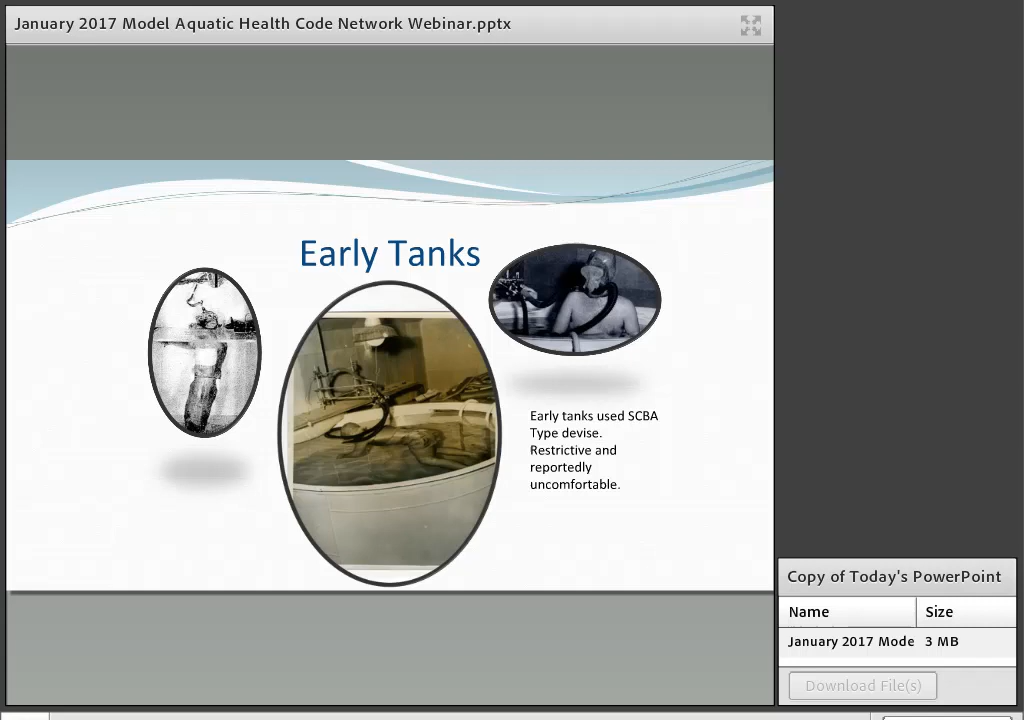 January 2017 Model Aquatic Health Code Network Webinar.pptx
Early Tanks
Early tanks used SCBA
Type devise.
Restrictive and
reportedly
uncomfortable.
Copy of Today's PowerPoint
Name Size
January 2017 Mode 3 MB
Download File(s)